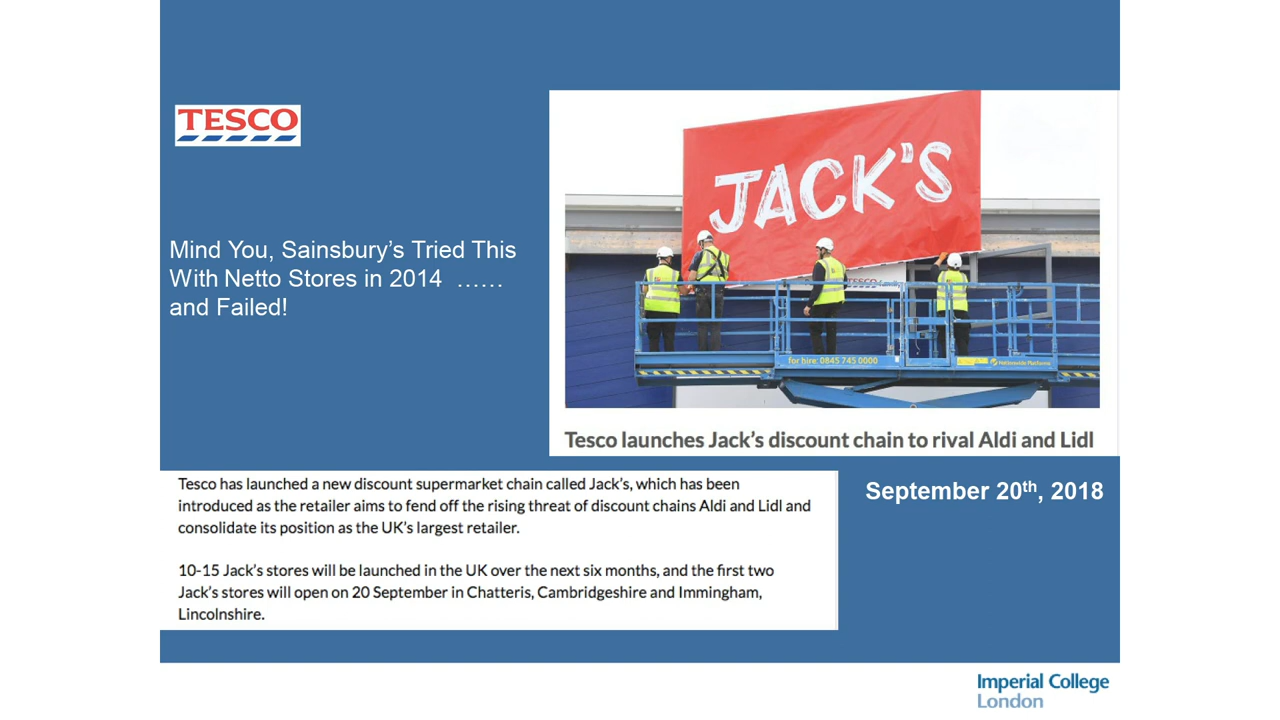 TESCO
Mind You, Sainsbury’s Tried This
With Netto Stores in 2014 ……
and Failed!
JACK'S
TESCO
for hire: 0845 745 0000
Nationwide Platforms
Tesco launches Jack’s discount chain to rival Aldi and Lidl
Tesco has launched a new discount supermarket chain called Jack’s, which has been
introduced as the retailer aims to fend off the rising threat of discount chains Aldi and Lidl and
consolidate its position as the UK’s largest retailer.
10-15 Jack’s stores will be launched in the UK over the next six months, and the first two
Jack’s stores will open on 20 September in Chatteris, Cambridgeshire and Immingham,
Lincolnshire.
September 20th, 2018
Imperial College
London